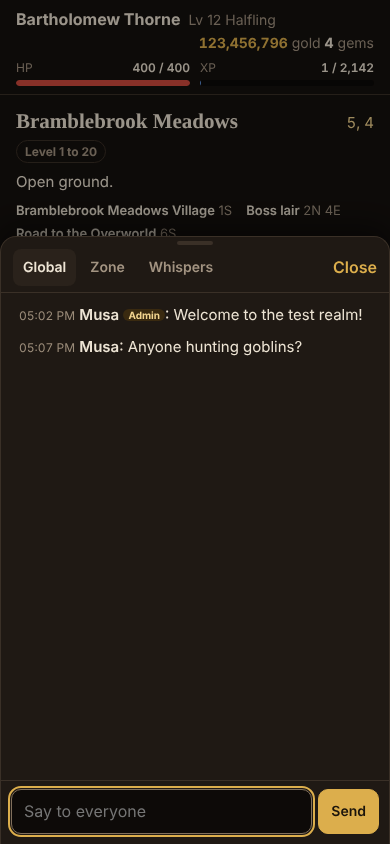 Bartholomew Thorne Lv 12 Halfling
123,456,796 gold 4 gems
HP 400 / 400 XP 1 / 2,142
Bramblebrook Meadows 5, 4
Level 1 to 20
Open ground.
Bramblebrook Meadows Village 1S Boss lair 2N 4E
Road to the Overworld 6S
Global Zone Whispers Close
05:02 PM Musa Admin : Welcome to the test realm!
05:07 PM Musa: Anyone hunting goblins?
Say to everyone Send